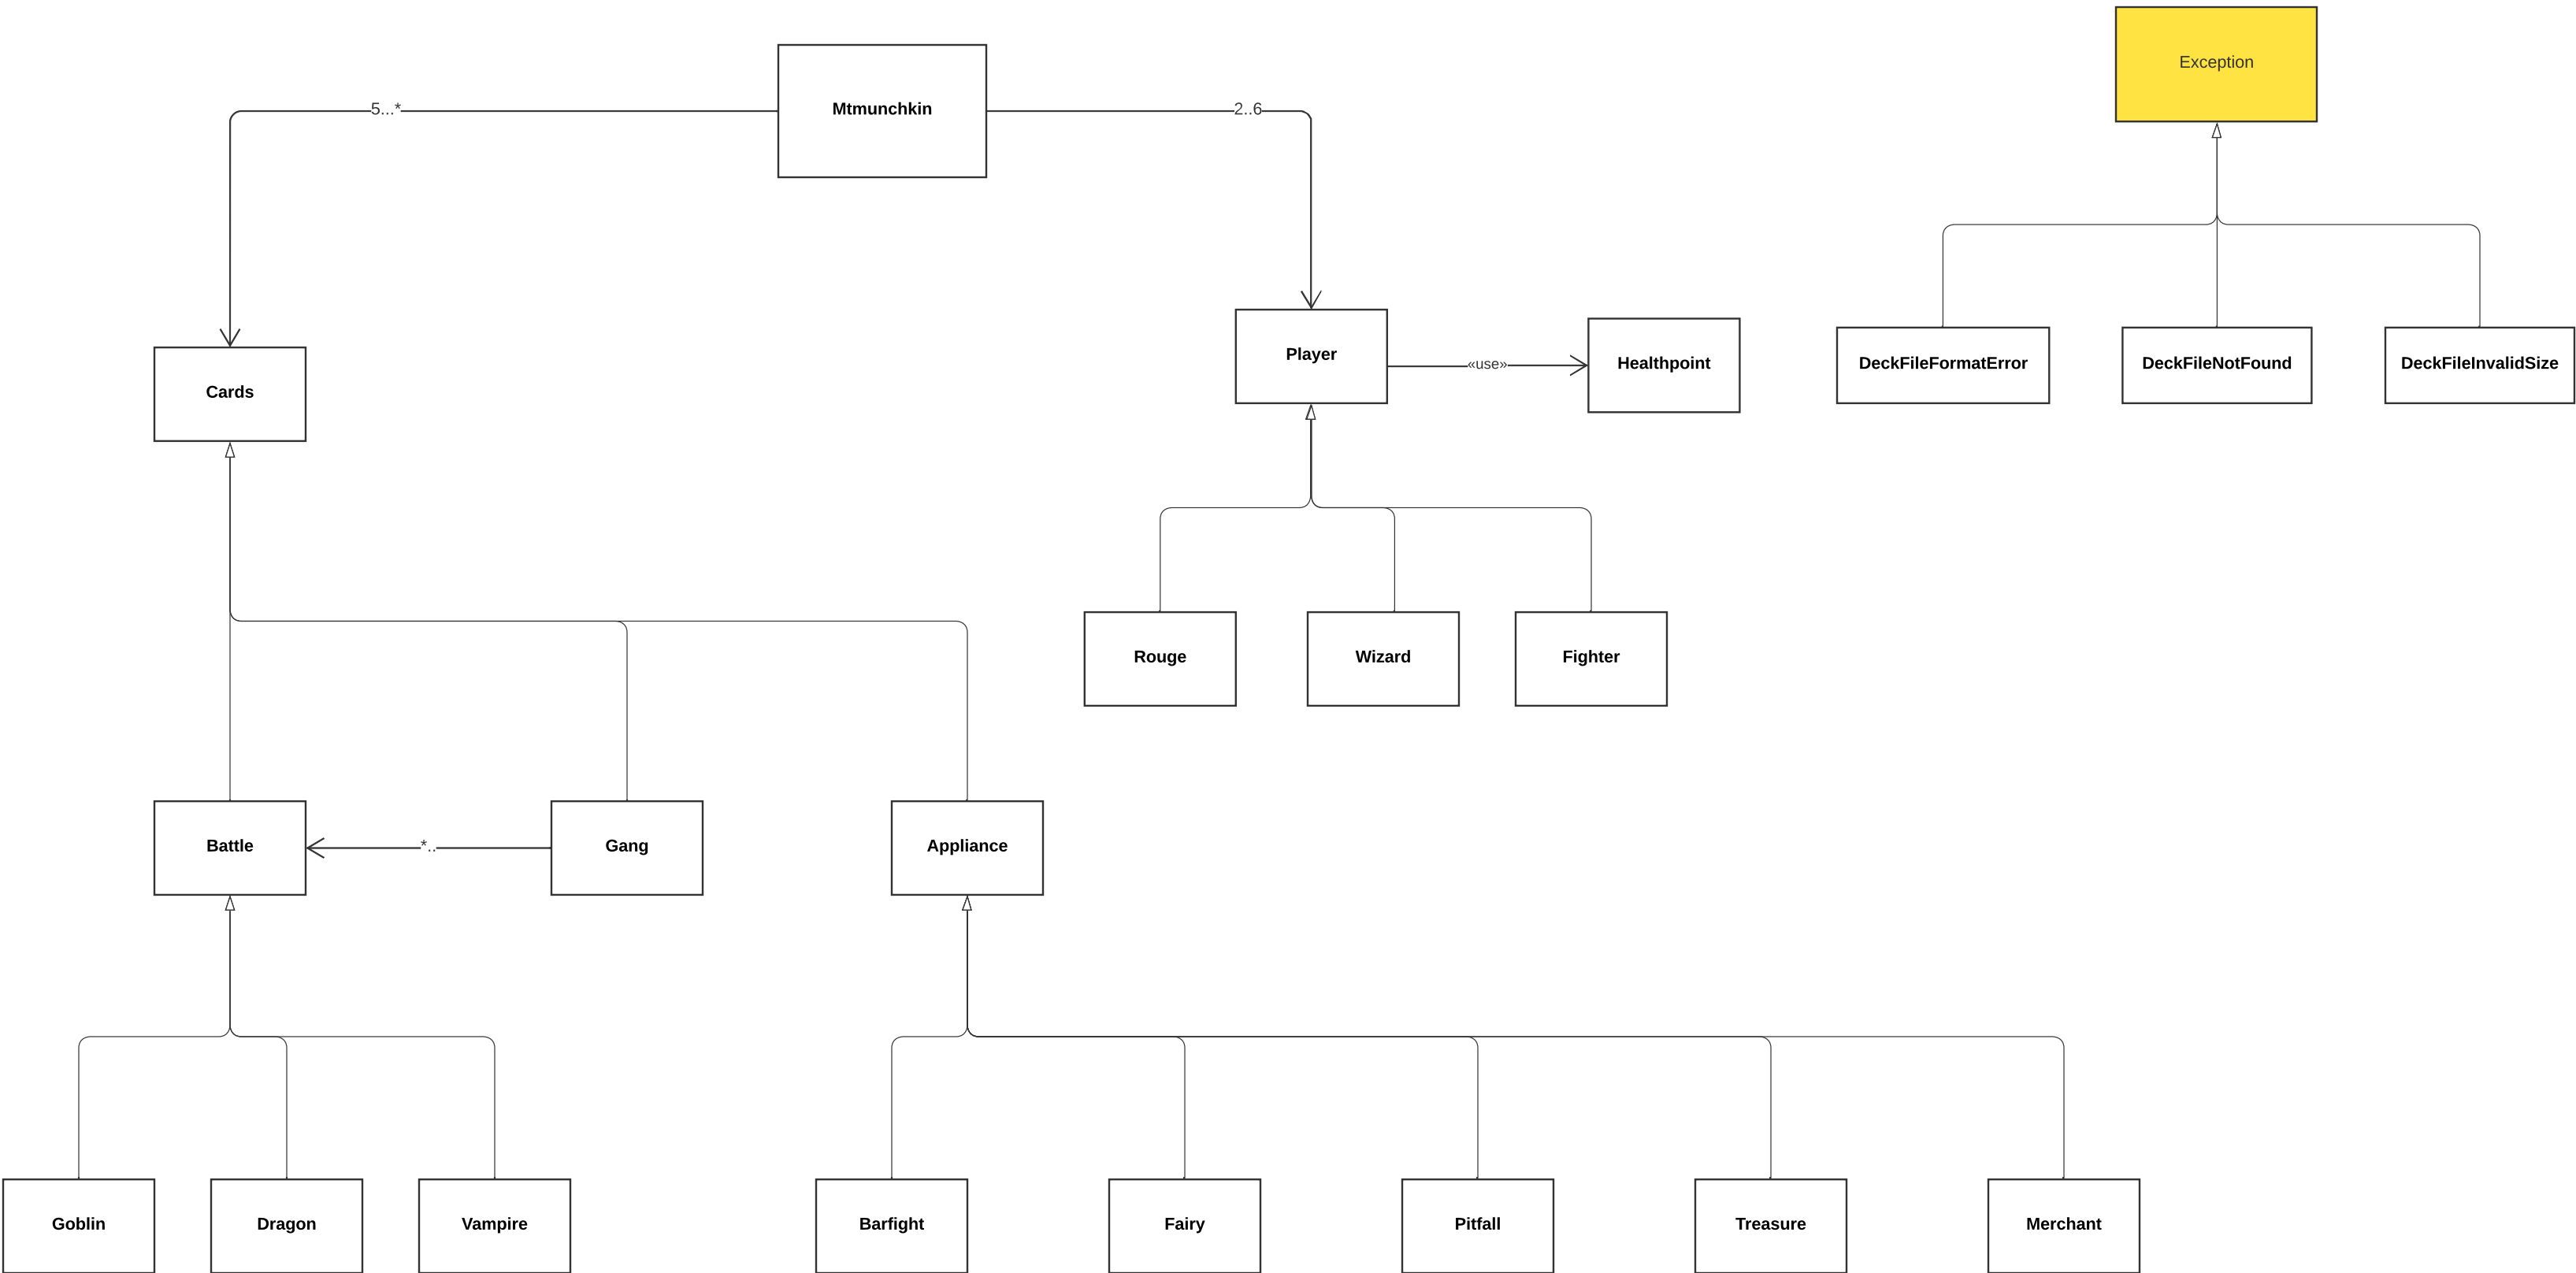 Exception
Mtmunchkin
5...*
2..6
Player
Healthpoint
«use»
DeckFileFormatError
DeckFileNotFound
DeckFileInvalidSize
Cards
Rouge
Wizard
Fighter
Battle
*..
Gang
Appliance
Goblin
Dragon
Vampire
Barfight
Fairy
Pitfall
Treasure
Merchant